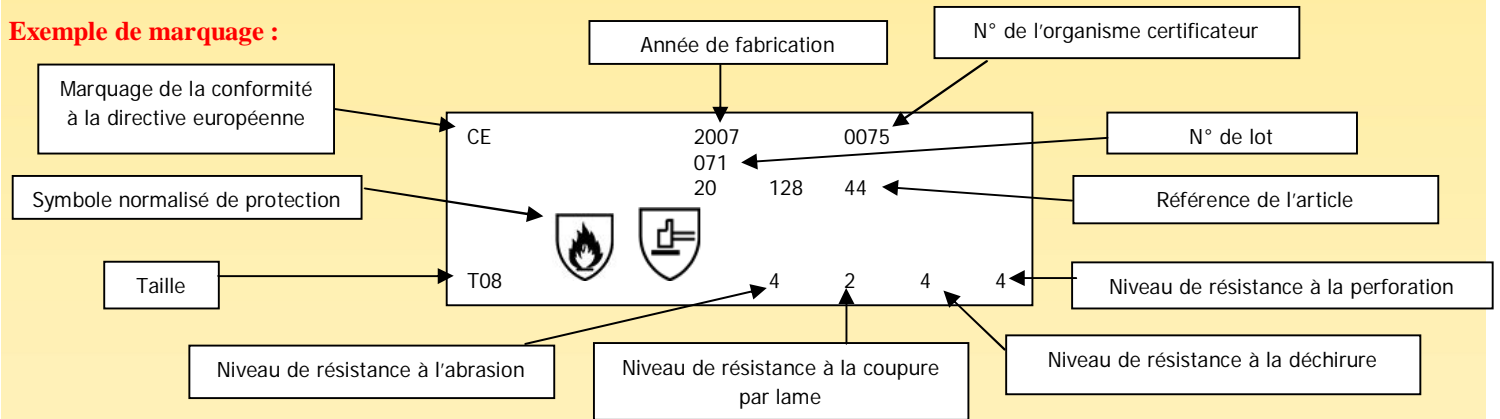 Exemple de marquage :
Année de fabrication
N° de l'organisme certificateur
Marquage de la conformité
à la directive européenne
CE 2007 0075
N° de lot
071
20 128 44
Symbole normalisé de protection
Référence de l'article
Taille
T08 4 2 4 4
Niveau de résistance à la perforation
Niveau de résistance à l'abrasion
Niveau de résistance à la coupure
par lame
Niveau de résistance à la déchirure